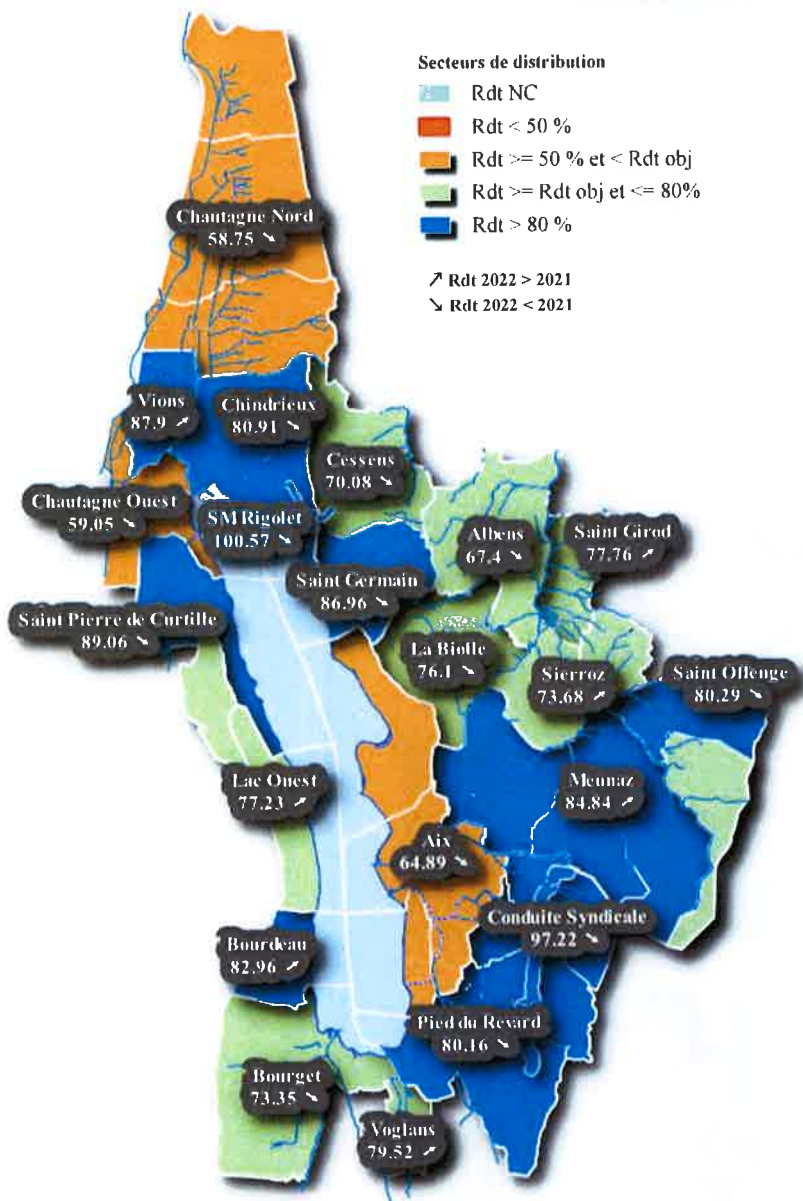 Secteurs de distribution
Rdt NC
Rdt < 50 %
Rdt >= 50 % et < Rdt obj
Rdt >= Rdt obj et <= 80%
Rdt > 80 %
↗ Rdt 2022 > 2021
↘ Rdt 2022 < 2021
Chautagne Nord
58.75 ↘
Vions
87.9 ↗
Chindrieux
80.91 ↘
Cessens
70.08 ↘
Chautagne Ouest
59.05 ↘
SM Rigolet
100.57 ↘
Albens
67.4 ↘
Saint Girod
77.76 ↗
Saint Germain
86.96 ↘
Saint Pierre de Curtille
89.06 ↘
La Biolle
76.1 ↘
Sierroz
73.68 ↗
Saint Offenge
80.29 ↘
Lac Ouest
77.23 ↗
Meunaz
84.84 ↗
Aix
64.89 ↘
Conduite Syndicale
97.22 ↘
Bourdeau
82.96 ↗
Pied du Revard
80.16 ↘
Bourget
73.35 ↘
Voglans
79.52 ↗